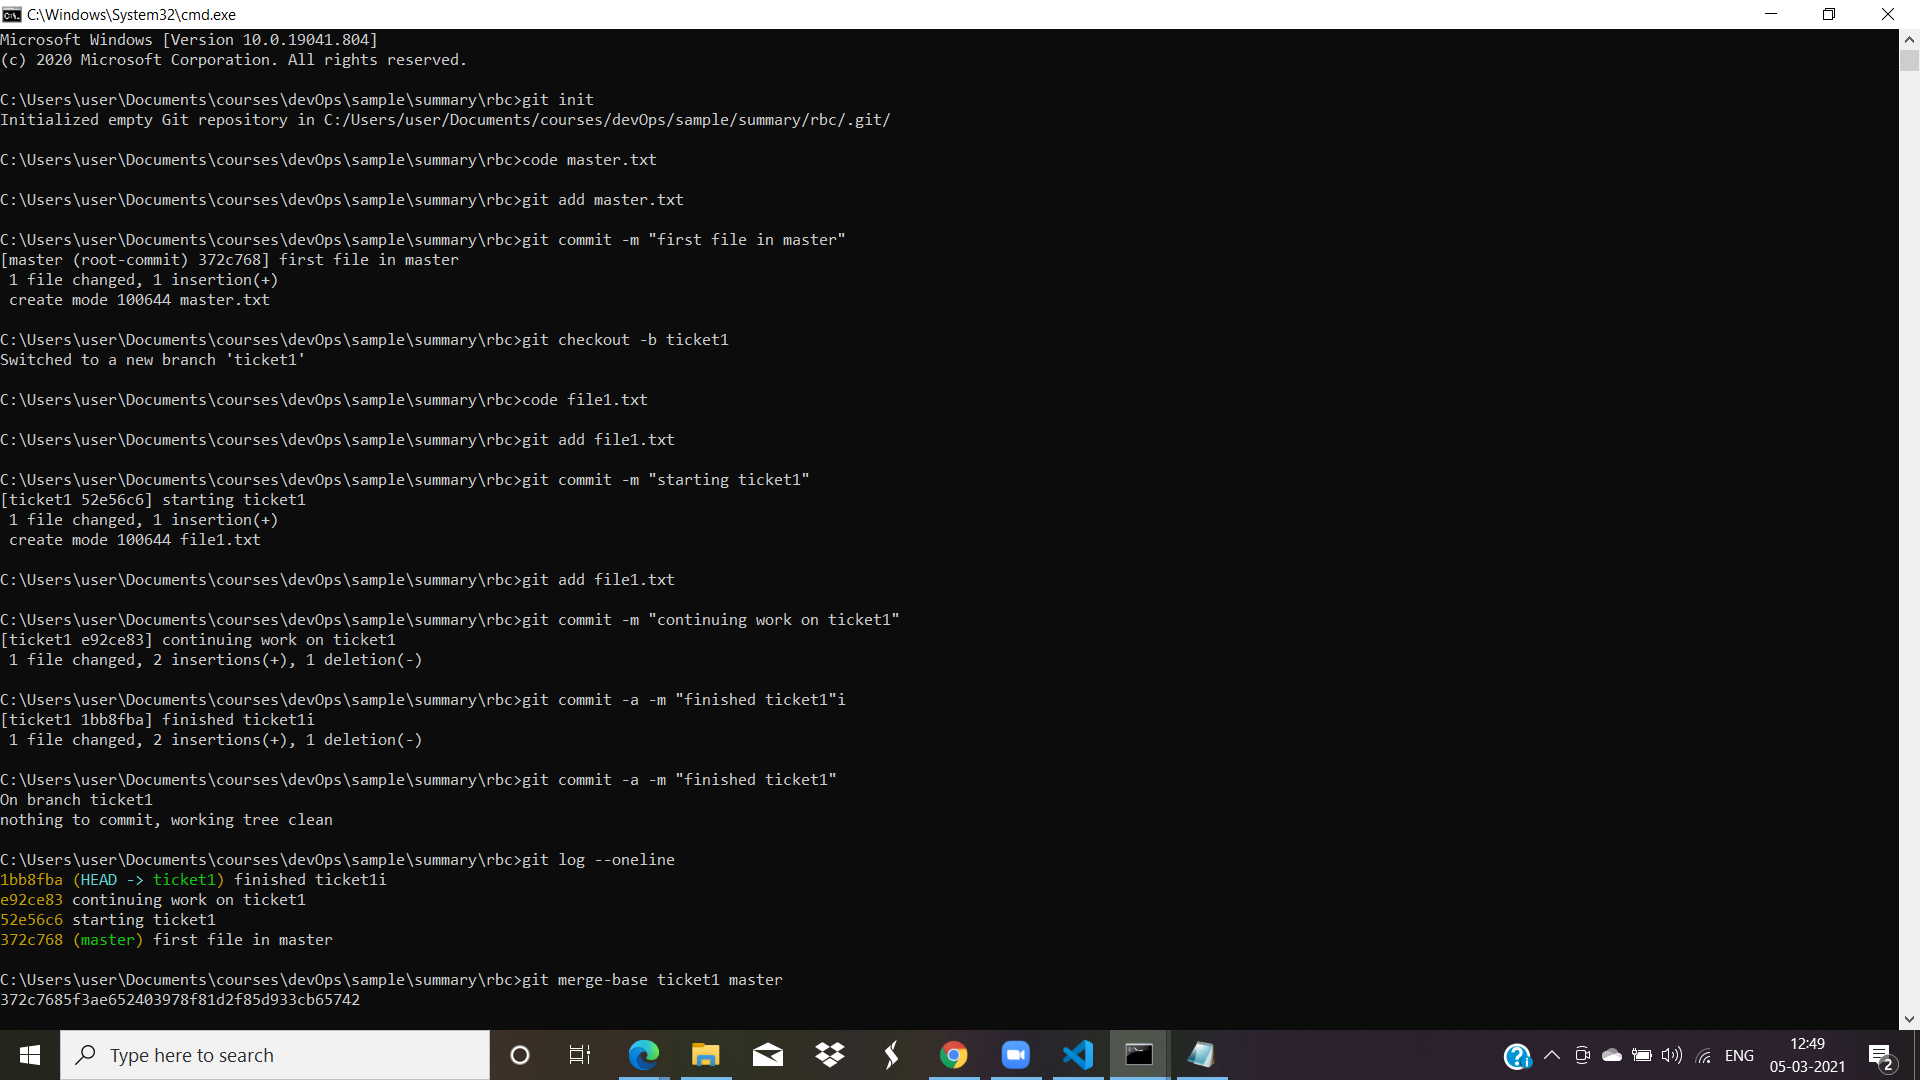 C:\Windows\System32\cmd.exe
Microsoft Windows [Version 10.0.19041.804]
(c) 2020 Microsoft Corporation. All rights reserved.
C:\Users\user\Documents\courses\devOps\sample\summary\rbc>git init
Initialized empty Git repository in C:/Users/user/Documents/courses/devOps/sample/summary/rbc/.git/
C:\Users\user\Documents\courses\devOps\sample\summary\rbc>code master.txt
C:\Users\user\Documents\courses\devOps\sample\summary\rbc>git add master.txt
C:\Users\user\Documents\courses\devOps\sample\summary\rbc>git commit -m "first file in master"
[master (root-commit) 372c768] first file in master
 1 file changed, 1 insertion(+)
 create mode 100644 master.txt
C:\Users\user\Documents\courses\devOps\sample\summary\rbc>git checkout -b ticket1
Switched to a new branch 'ticket1'
C:\Users\user\Documents\courses\devOps\sample\summary\rbc>code file1.txt
C:\Users\user\Documents\courses\devOps\sample\summary\rbc>git add file1.txt
C:\Users\user\Documents\courses\devOps\sample\summary\rbc>git commit -m "starting ticket1"
[ticket1 52e56c6] starting ticket1
 1 file changed, 1 insertion(+)
 create mode 100644 file1.txt
C:\Users\user\Documents\courses\devOps\sample\summary\rbc>git add file1.txt
C:\Users\user\Documents\courses\devOps\sample\summary\rbc>git commit -m "continuing work on ticket1"
[ticket1 e92ce83] continuing work on ticket1
 1 file changed, 2 insertions(+), 1 deletion(-)
C:\Users\user\Documents\courses\devOps\sample\summary\rbc>git commit -a -m "finished ticket1"i
[ticket1 1bb8fba] finished ticket1i
 1 file changed, 2 insertions(+), 1 deletion(-)
C:\Users\user\Documents\courses\devOps\sample\summary\rbc>git commit -a -m "finished ticket1"
On branch ticket1
nothing to commit, working tree clean
C:\Users\user\Documents\courses\devOps\sample\summary\rbc>git log --oneline
1bb8fba (HEAD -> ticket1) finished ticket1i
e92ce83 continuing work on ticket1
52e56c6 starting ticket1
372c768 (master) first file in master
C:\Users\user\Documents\courses\devOps\sample\summary\rbc>git merge-base ticket1 master
372c7685f3ae652403978f81d2f85d933cb65742
Type here to search
ENG
12:49
05-03-2021
2